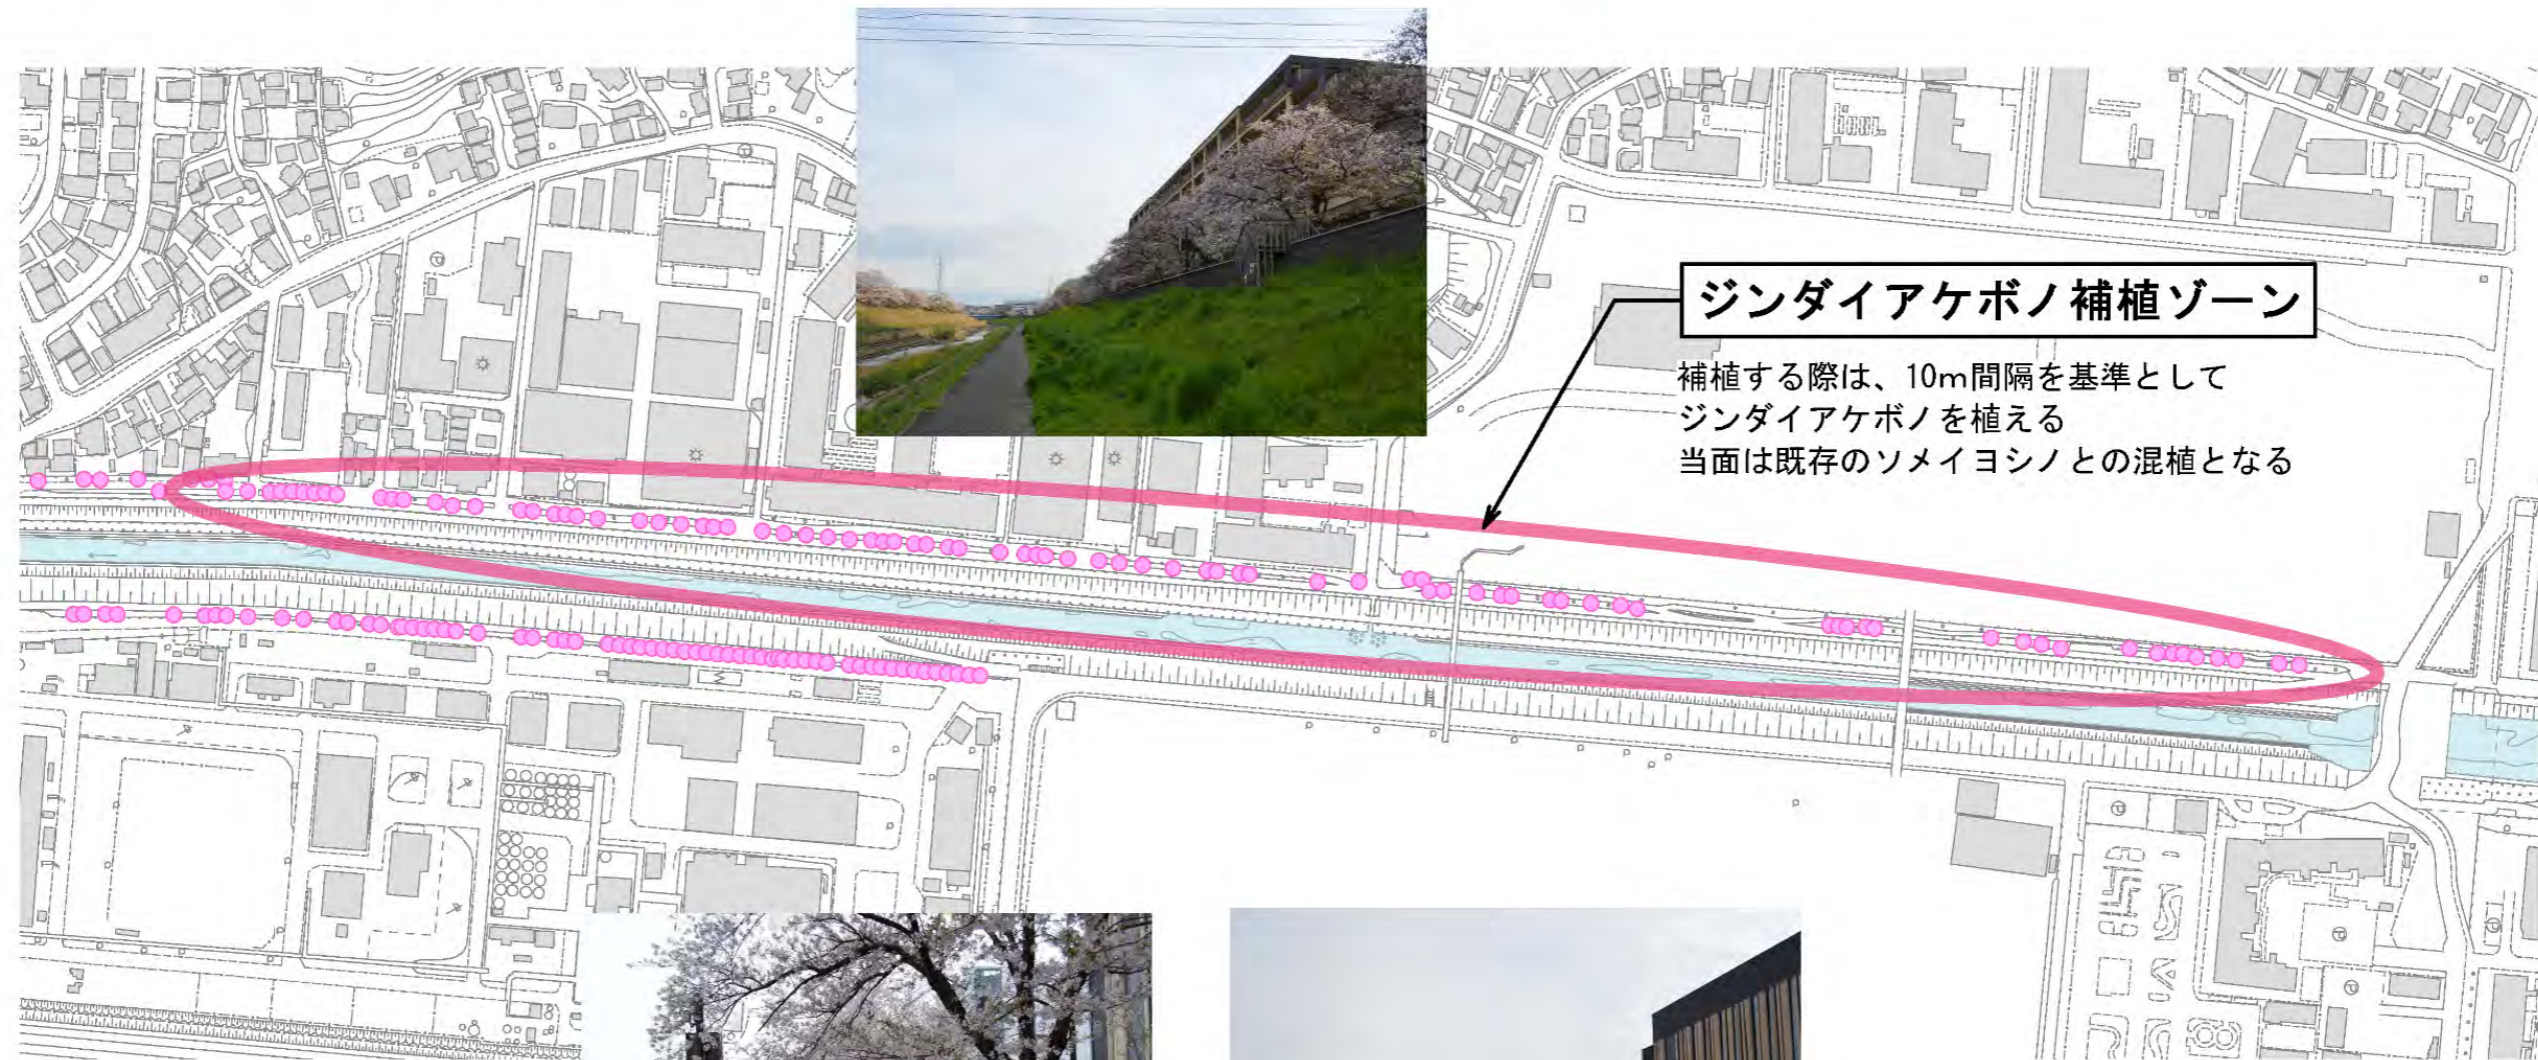 ジンダイアケボノ補植ゾーン
補植する際は、10m間隔を基準として
ジンダイアケボノを植える
当面は既存のソメイヨシノとの混植となる